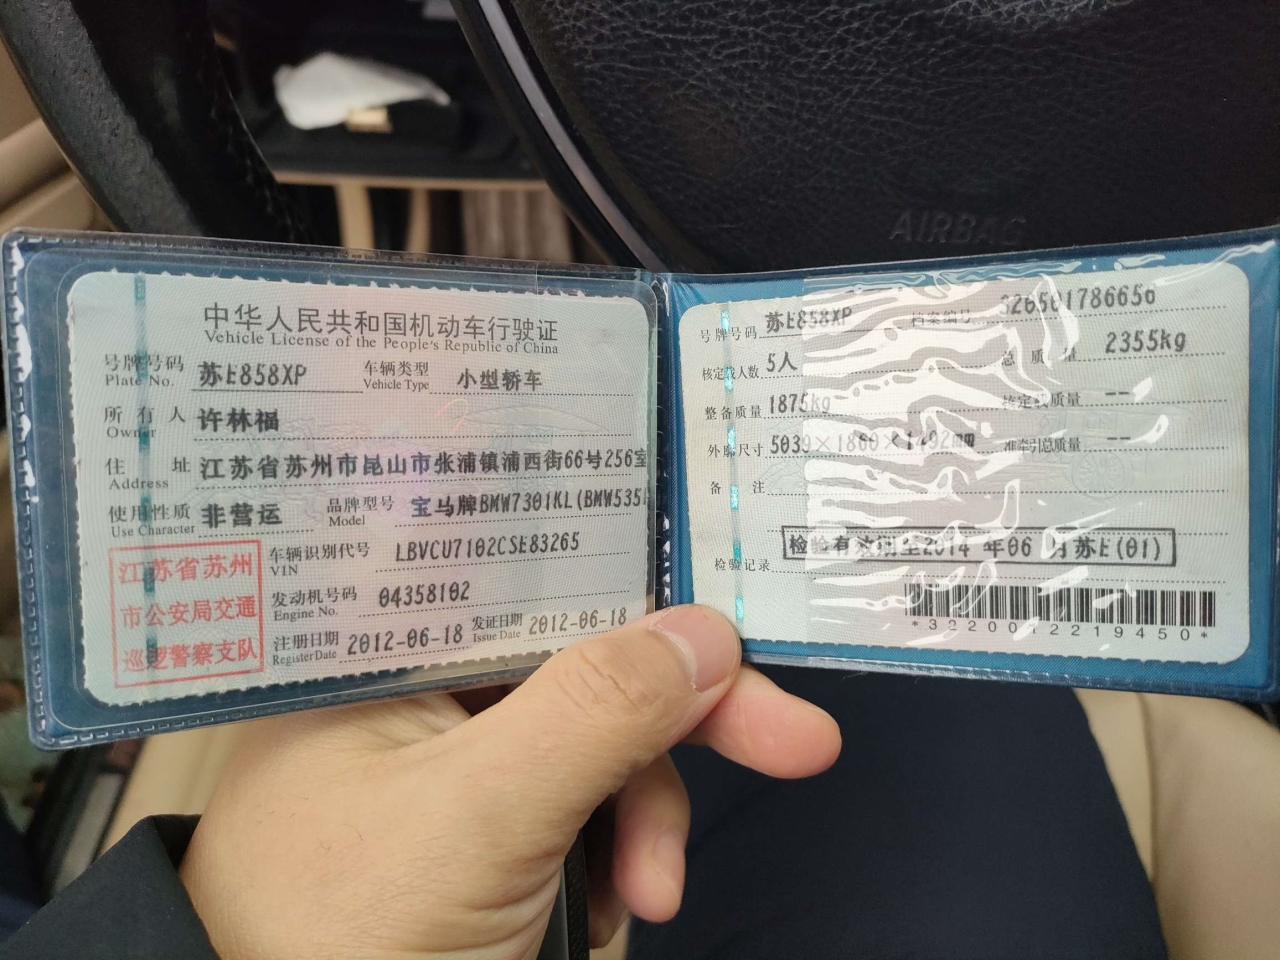 AIRBAG
中华人民共和国机动车行驶证
Vehicle License of the People's Republic of China
号牌号码 苏E858XP 车辆类型 小型轿车
Plate No. Vehicle Type
所有人 许林福
Owner
住址 江苏省苏州市昆山市张浦镇浦西街66号256室
Address
使用性质 非营运 品牌型号 宝马牌BMW7301KL(BMW535l
Use Character Model
江苏省苏州
市公安局交通
巡逻警察支队
车辆识别代号 LBVCU7102CSE83265
VIN
发动机号码 04358102
Engine No.
注册日期 2012-06-18 发证日期 2012-06-18
Register Date Issue Date
号牌号码 苏E858XP 档案编号 320501786656
核定载人数 5人 总质量 2355kg
整备质量 1875kg 核定载质量 --
外廓尺寸 5039×1860×1492mm 准牵引总质量 --
备注
检验有效期至2014年06月苏E(01)
检验记录
*3220012219450*